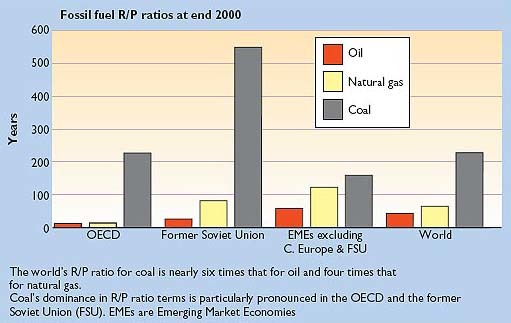 Fossil fuel R/P ratios at end 2000
600
500
400
300
200
100
0
Years
Oil
Natural gas
Coal
OECD
Former Soviet Union
EMEs excluding
C. Europe & FSU
World
The world's R/P ratio for coal is nearly six times that for oil and four times that
for natural gas.
Coal's dominance in R/P ratio terms is particularly pronounced in the OECD and the former
Soviet Union (FSU). EMEs are Emerging Market Economies